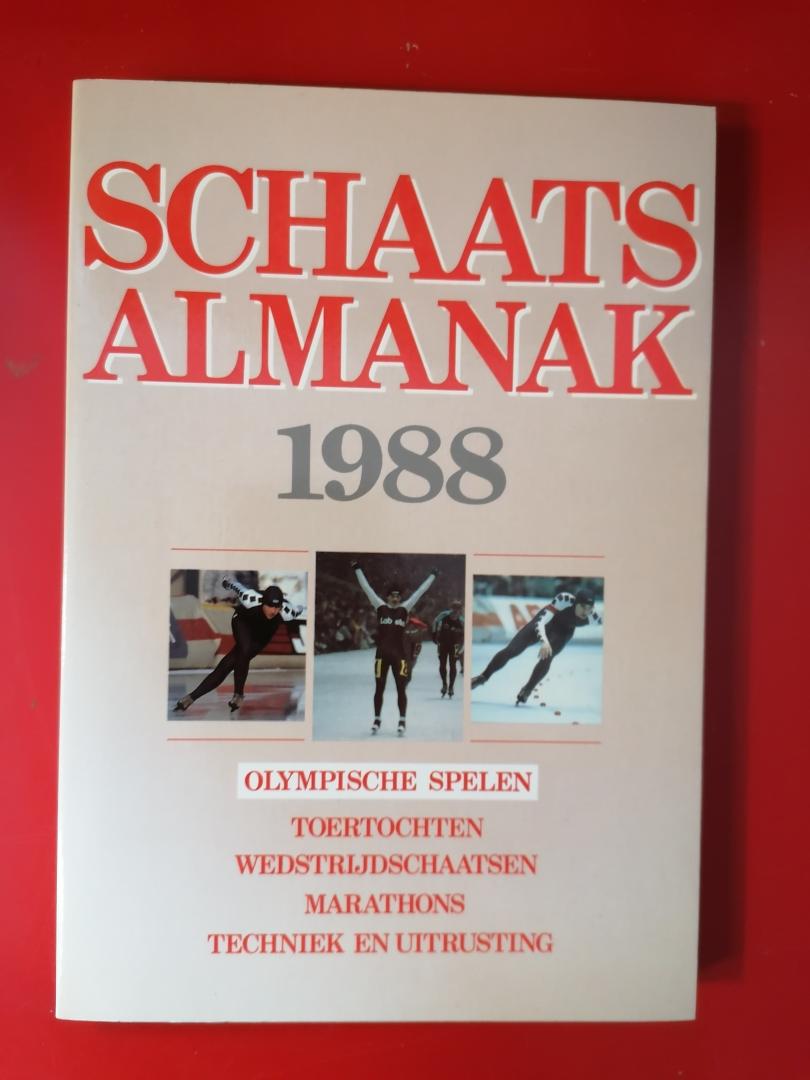 SCHAATS
ALMANAK
1988
OLYMPISCHE SPELEN
TOERTOCHTEN
WEDSTRIJDSCHAATSEN
MARATHONS
TECHNIEK EN UITRUSTING